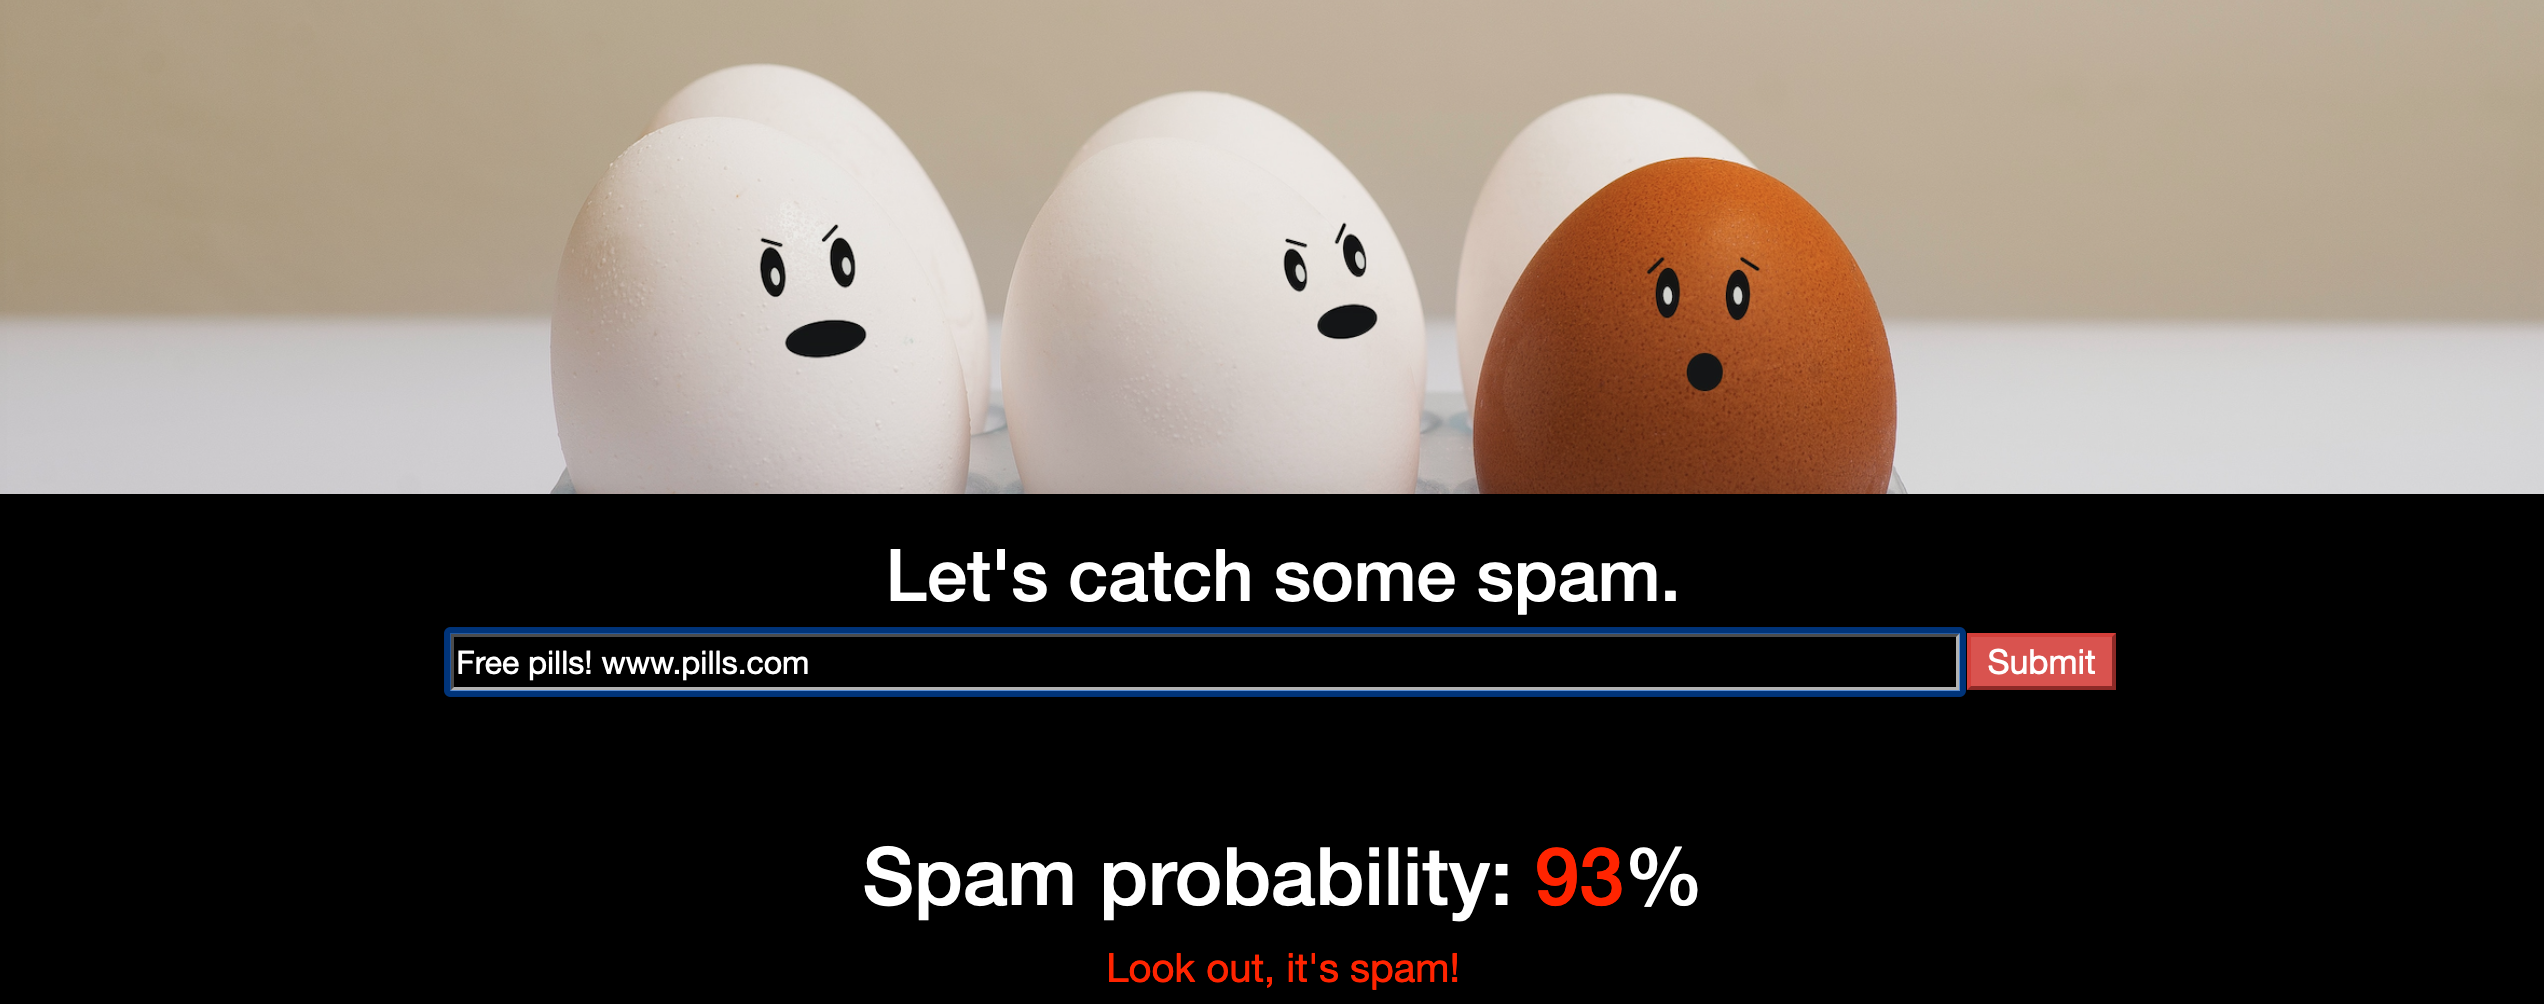 Let's catch some spam.
Free pills! www.pills.com
Submit
Spam probability: 93%
Look out, it's spam!